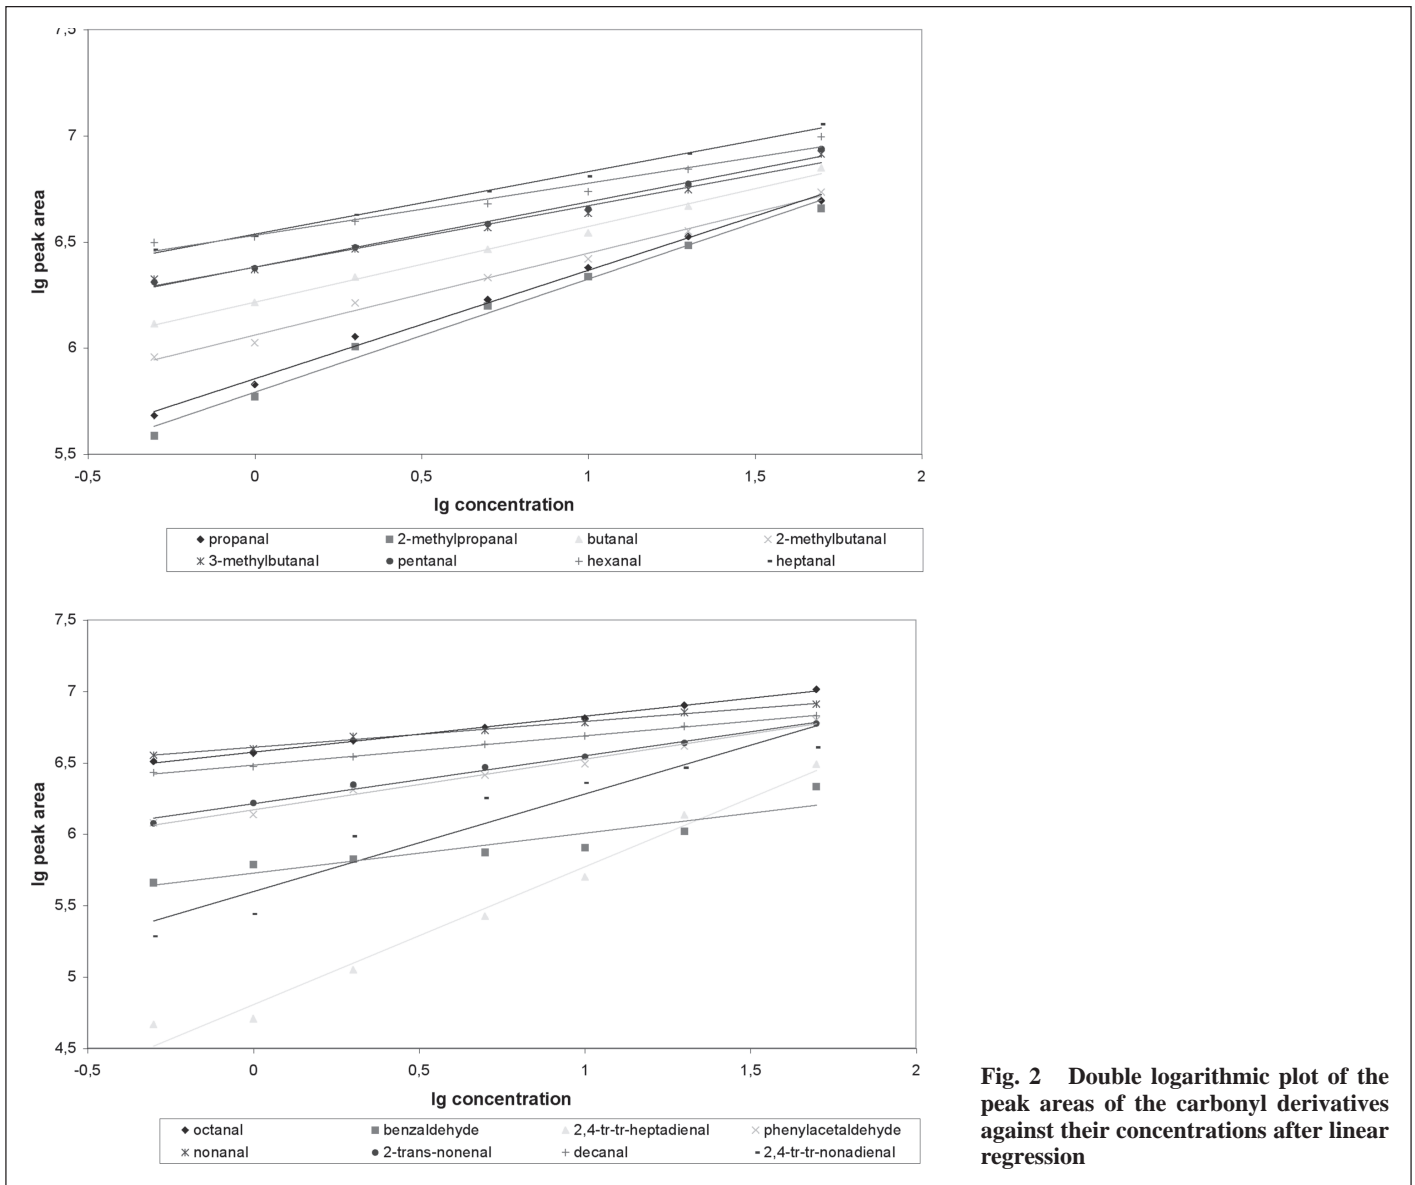 7,5
7
6,5
6
5,5
-0,5 0 0,5 1 1,5 2
lg peak area
lg concentration
propanal 2-methylpropanal butanal 2-methylbutanal
3-methylbutanal pentanal hexanal heptanal
7,5
7
6,5
6
5,5
5
4,5
-0,5 0 0,5 1 1,5 2
lg peak area
lg concentration
octanal benzaldehyde 2,4-tr-tr-heptadienal phenylacetaldehyde
nonanal 2-trans-nonenal decanal 2,4-tr-tr-nonadienal
Fig. 2 Double logarithmic plot of the
peak areas of the carbonyl derivatives
against their concentrations after linear
regression